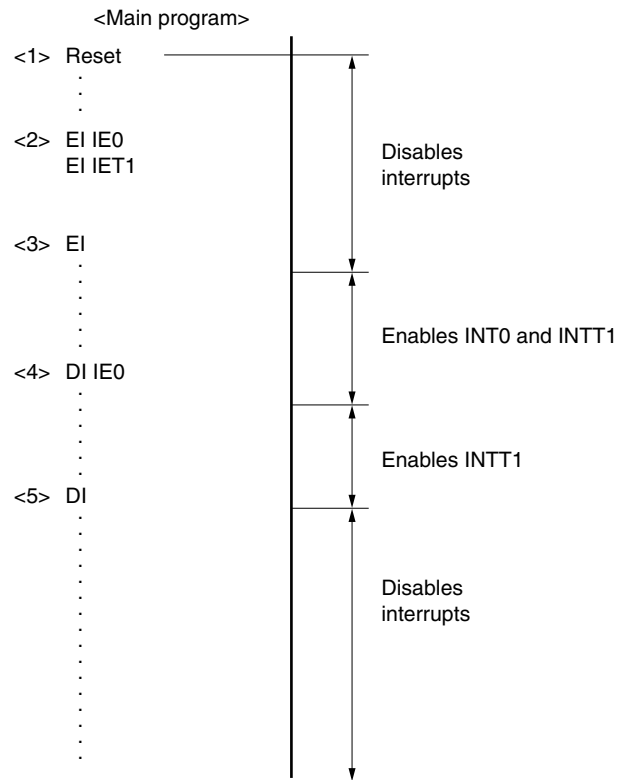 <Main program>
<1> Reset
<2> EI IE0
EI IET1
Disables
interrupts
<3> EI
Enables INT0 and INTT1
<4> DI IE0
Enables INTT1
<5> DI
Disables
interrupts